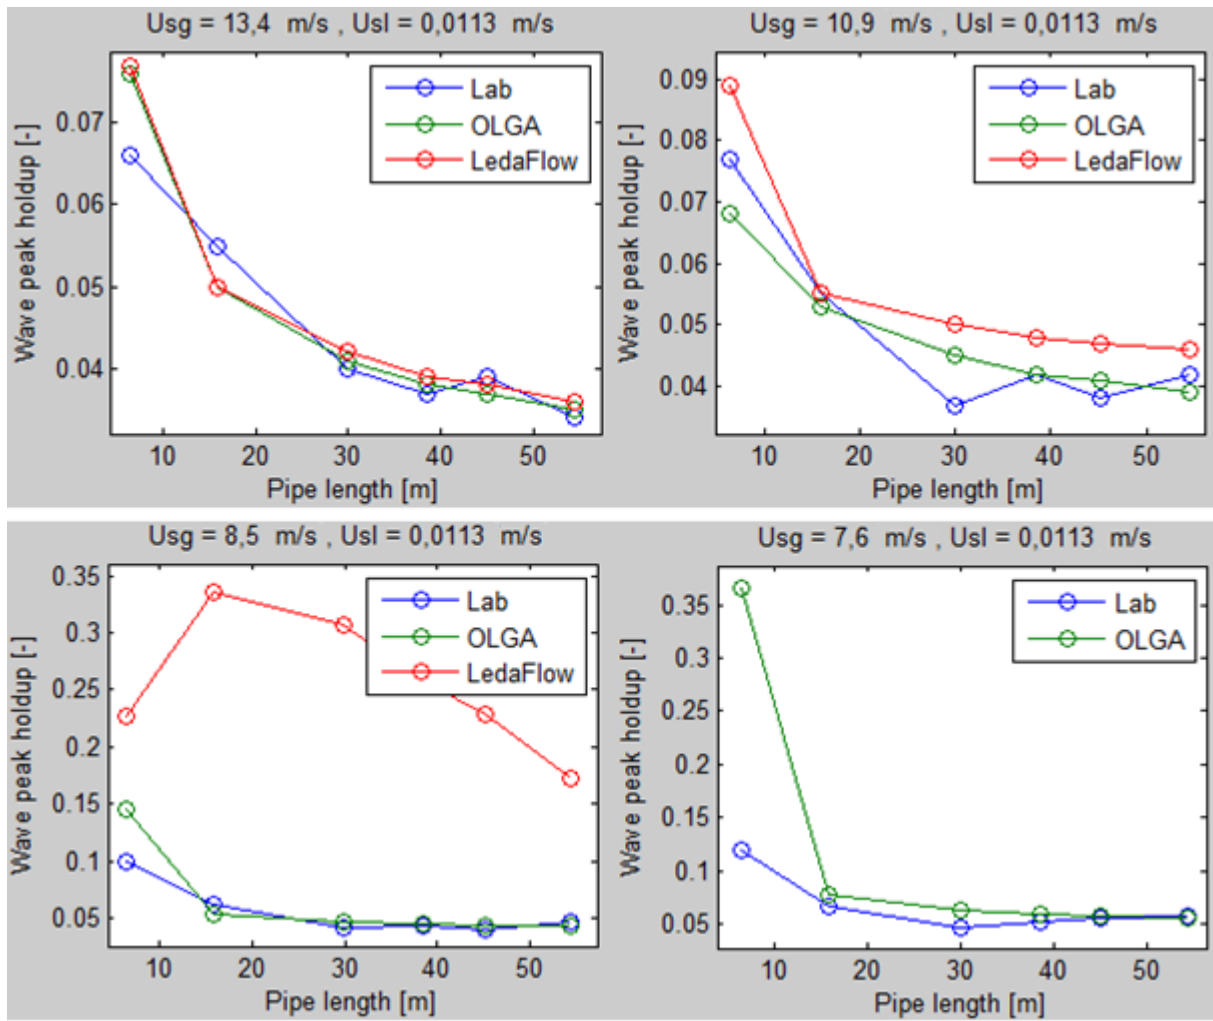 Usg = 13,4 m/s , Usl = 0,0113 m/s
Wave peak holdup [-]
0.07
0.06
0.05
0.04
Lab
OLGA
LedaFlow
10 20 30 40 50
Pipe length [m]
Usg = 10,9 m/s , Usl = 0,0113 m/s
Wave peak holdup [-]
0.09
0.08
0.07
0.06
0.05
0.04
Lab
OLGA
LedaFlow
10 20 30 40 50
Pipe length [m]
Usg = 8,5 m/s , Usl = 0,0113 m/s
Wave peak holdup [-]
0.35
0.3
0.25
0.2
0.15
0.1
0.05
Lab
OLGA
LedaFlow
10 20 30 40 50
Pipe length [m]
Usg = 7,6 m/s , Usl = 0,0113 m/s
Wave peak holdup [-]
0.35
0.3
0.25
0.2
0.15
0.1
0.05
Lab
OLGA
10 20 30 40 50
Pipe length [m]